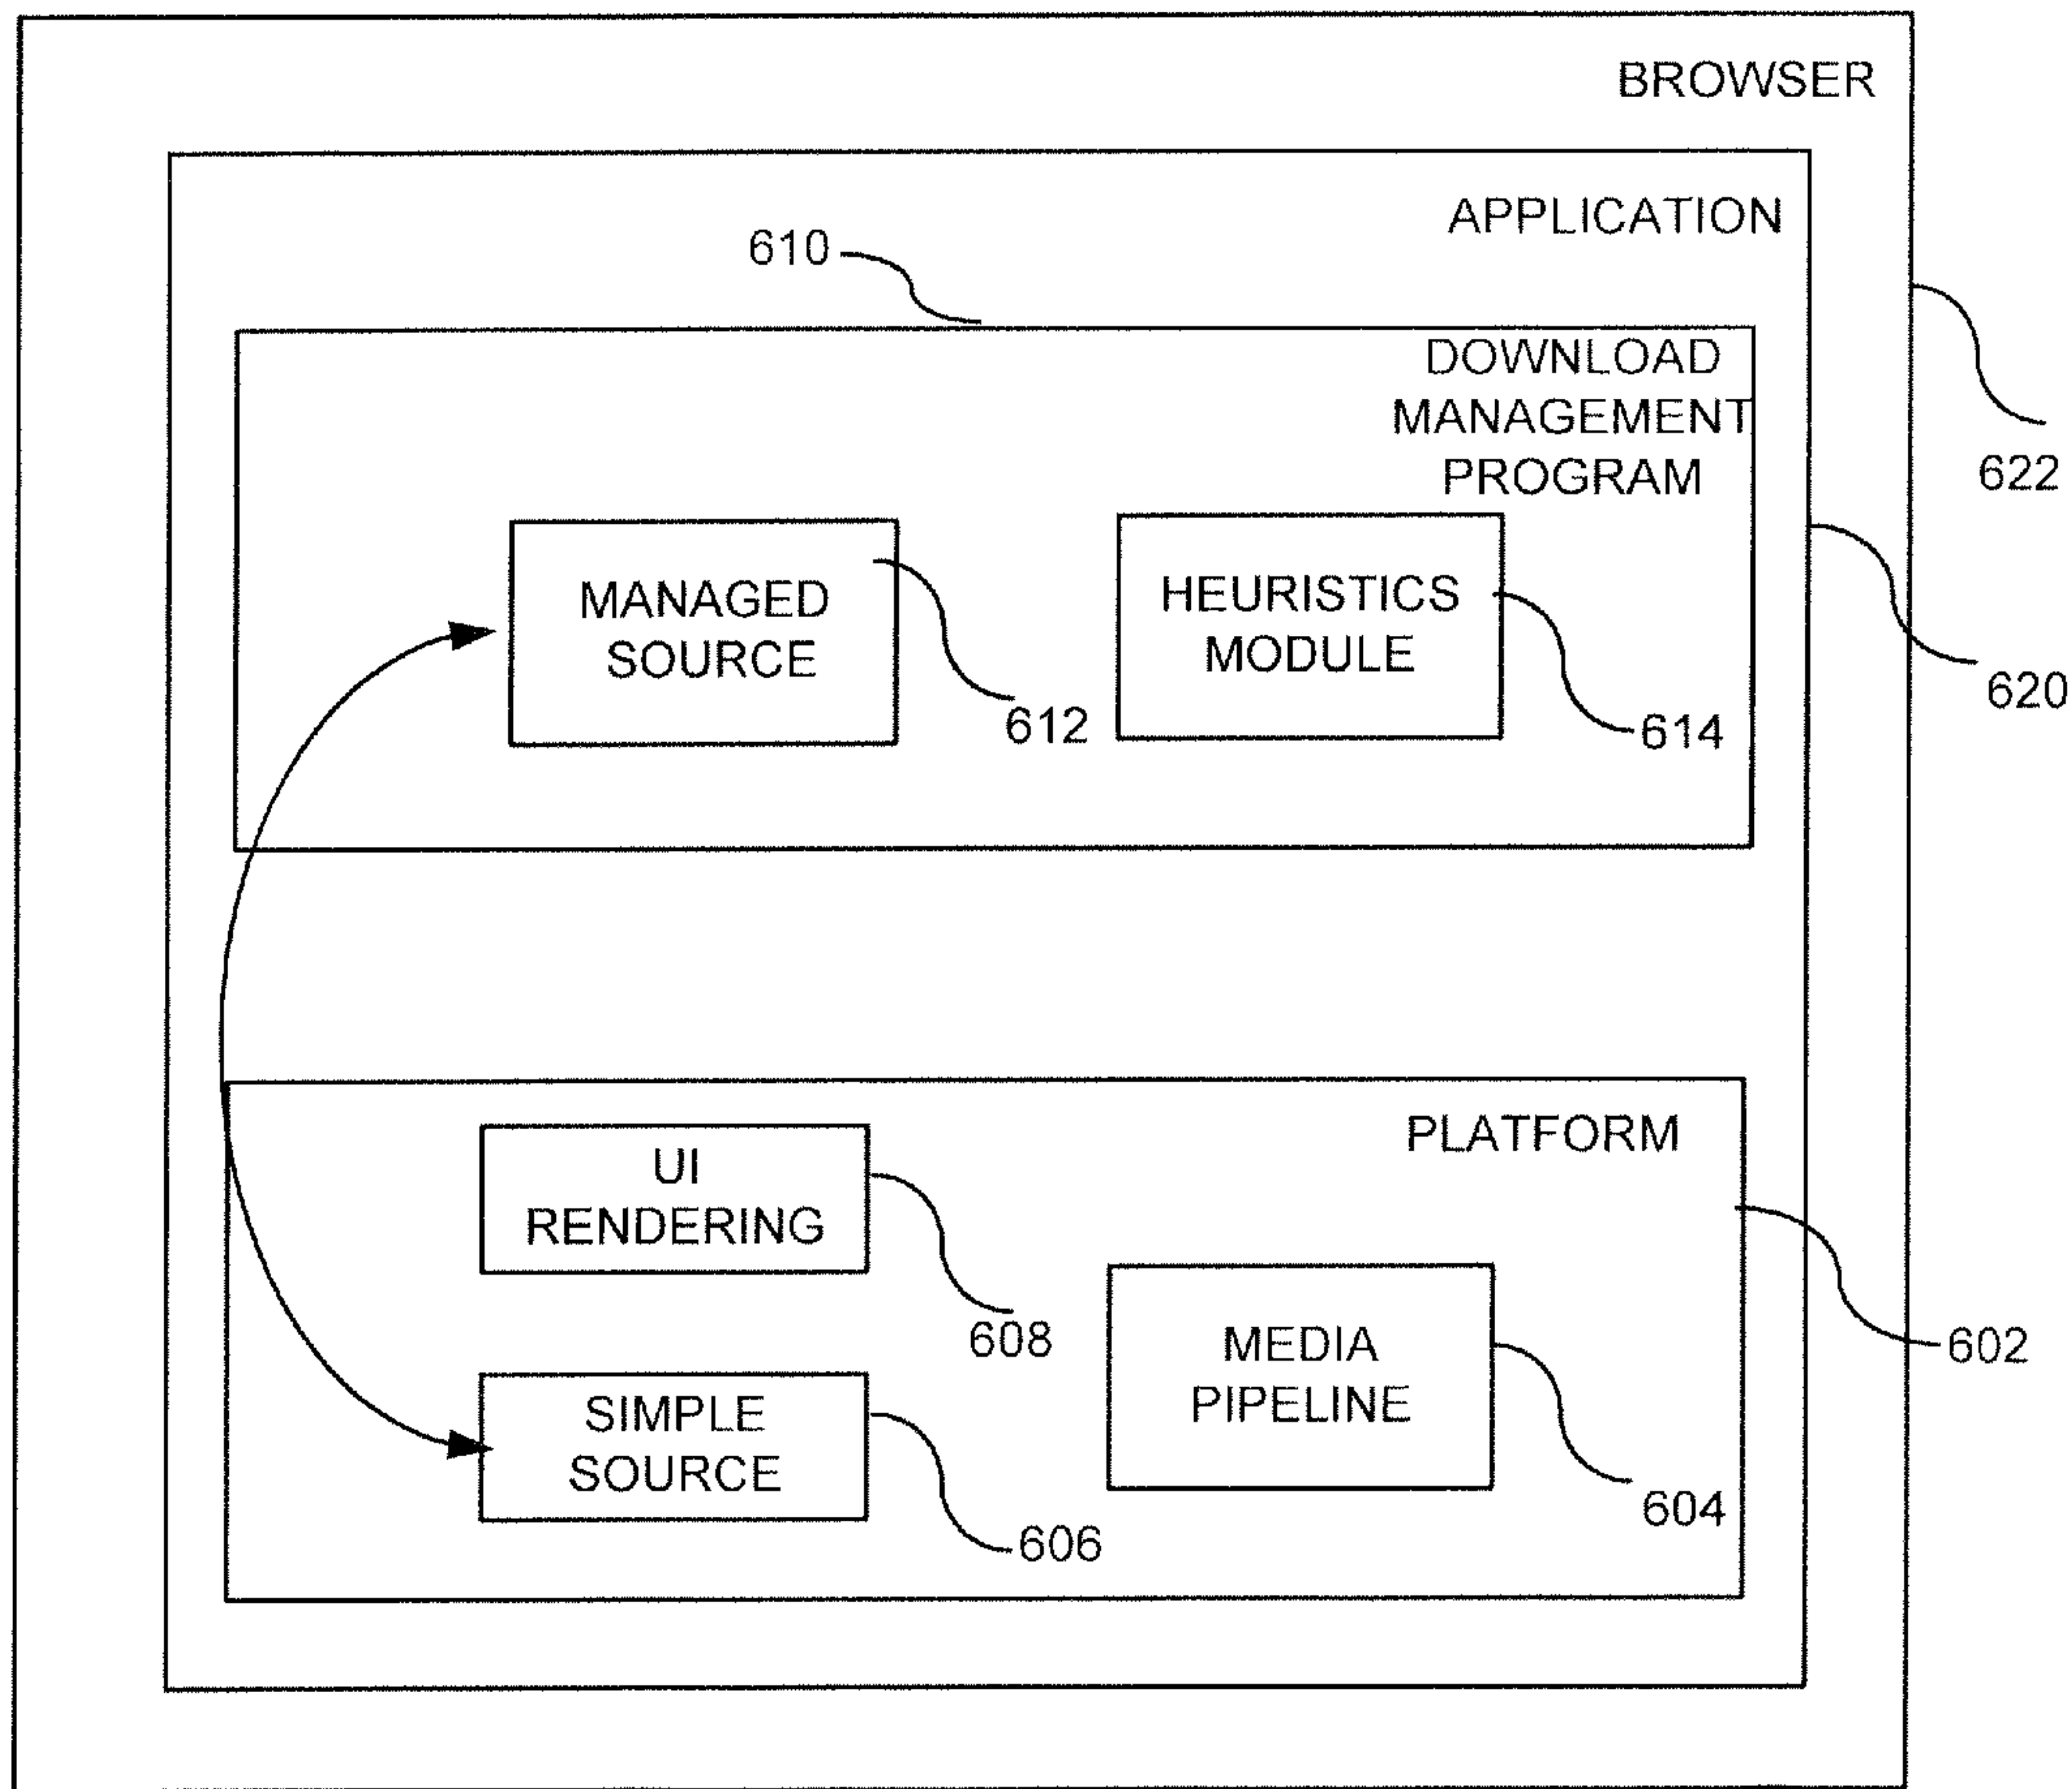 BROWSER
APPLICATION
610
DOWNLOAD
MANAGEMENT
PROGRAM
622
MANAGED
SOURCE
612
HEURISTICS
MODULE
614
620
PLATFORM
UI
RENDERING
608
602
MEDIA
PIPELINE
604
SIMPLE
SOURCE
606